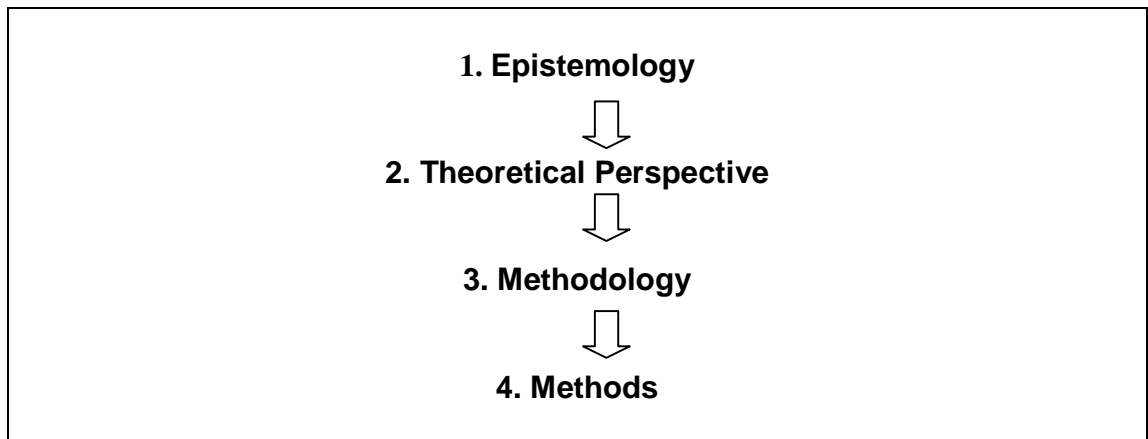 1. Epistemology
2. Theoretical Perspective
3. Methodology
4. Methods